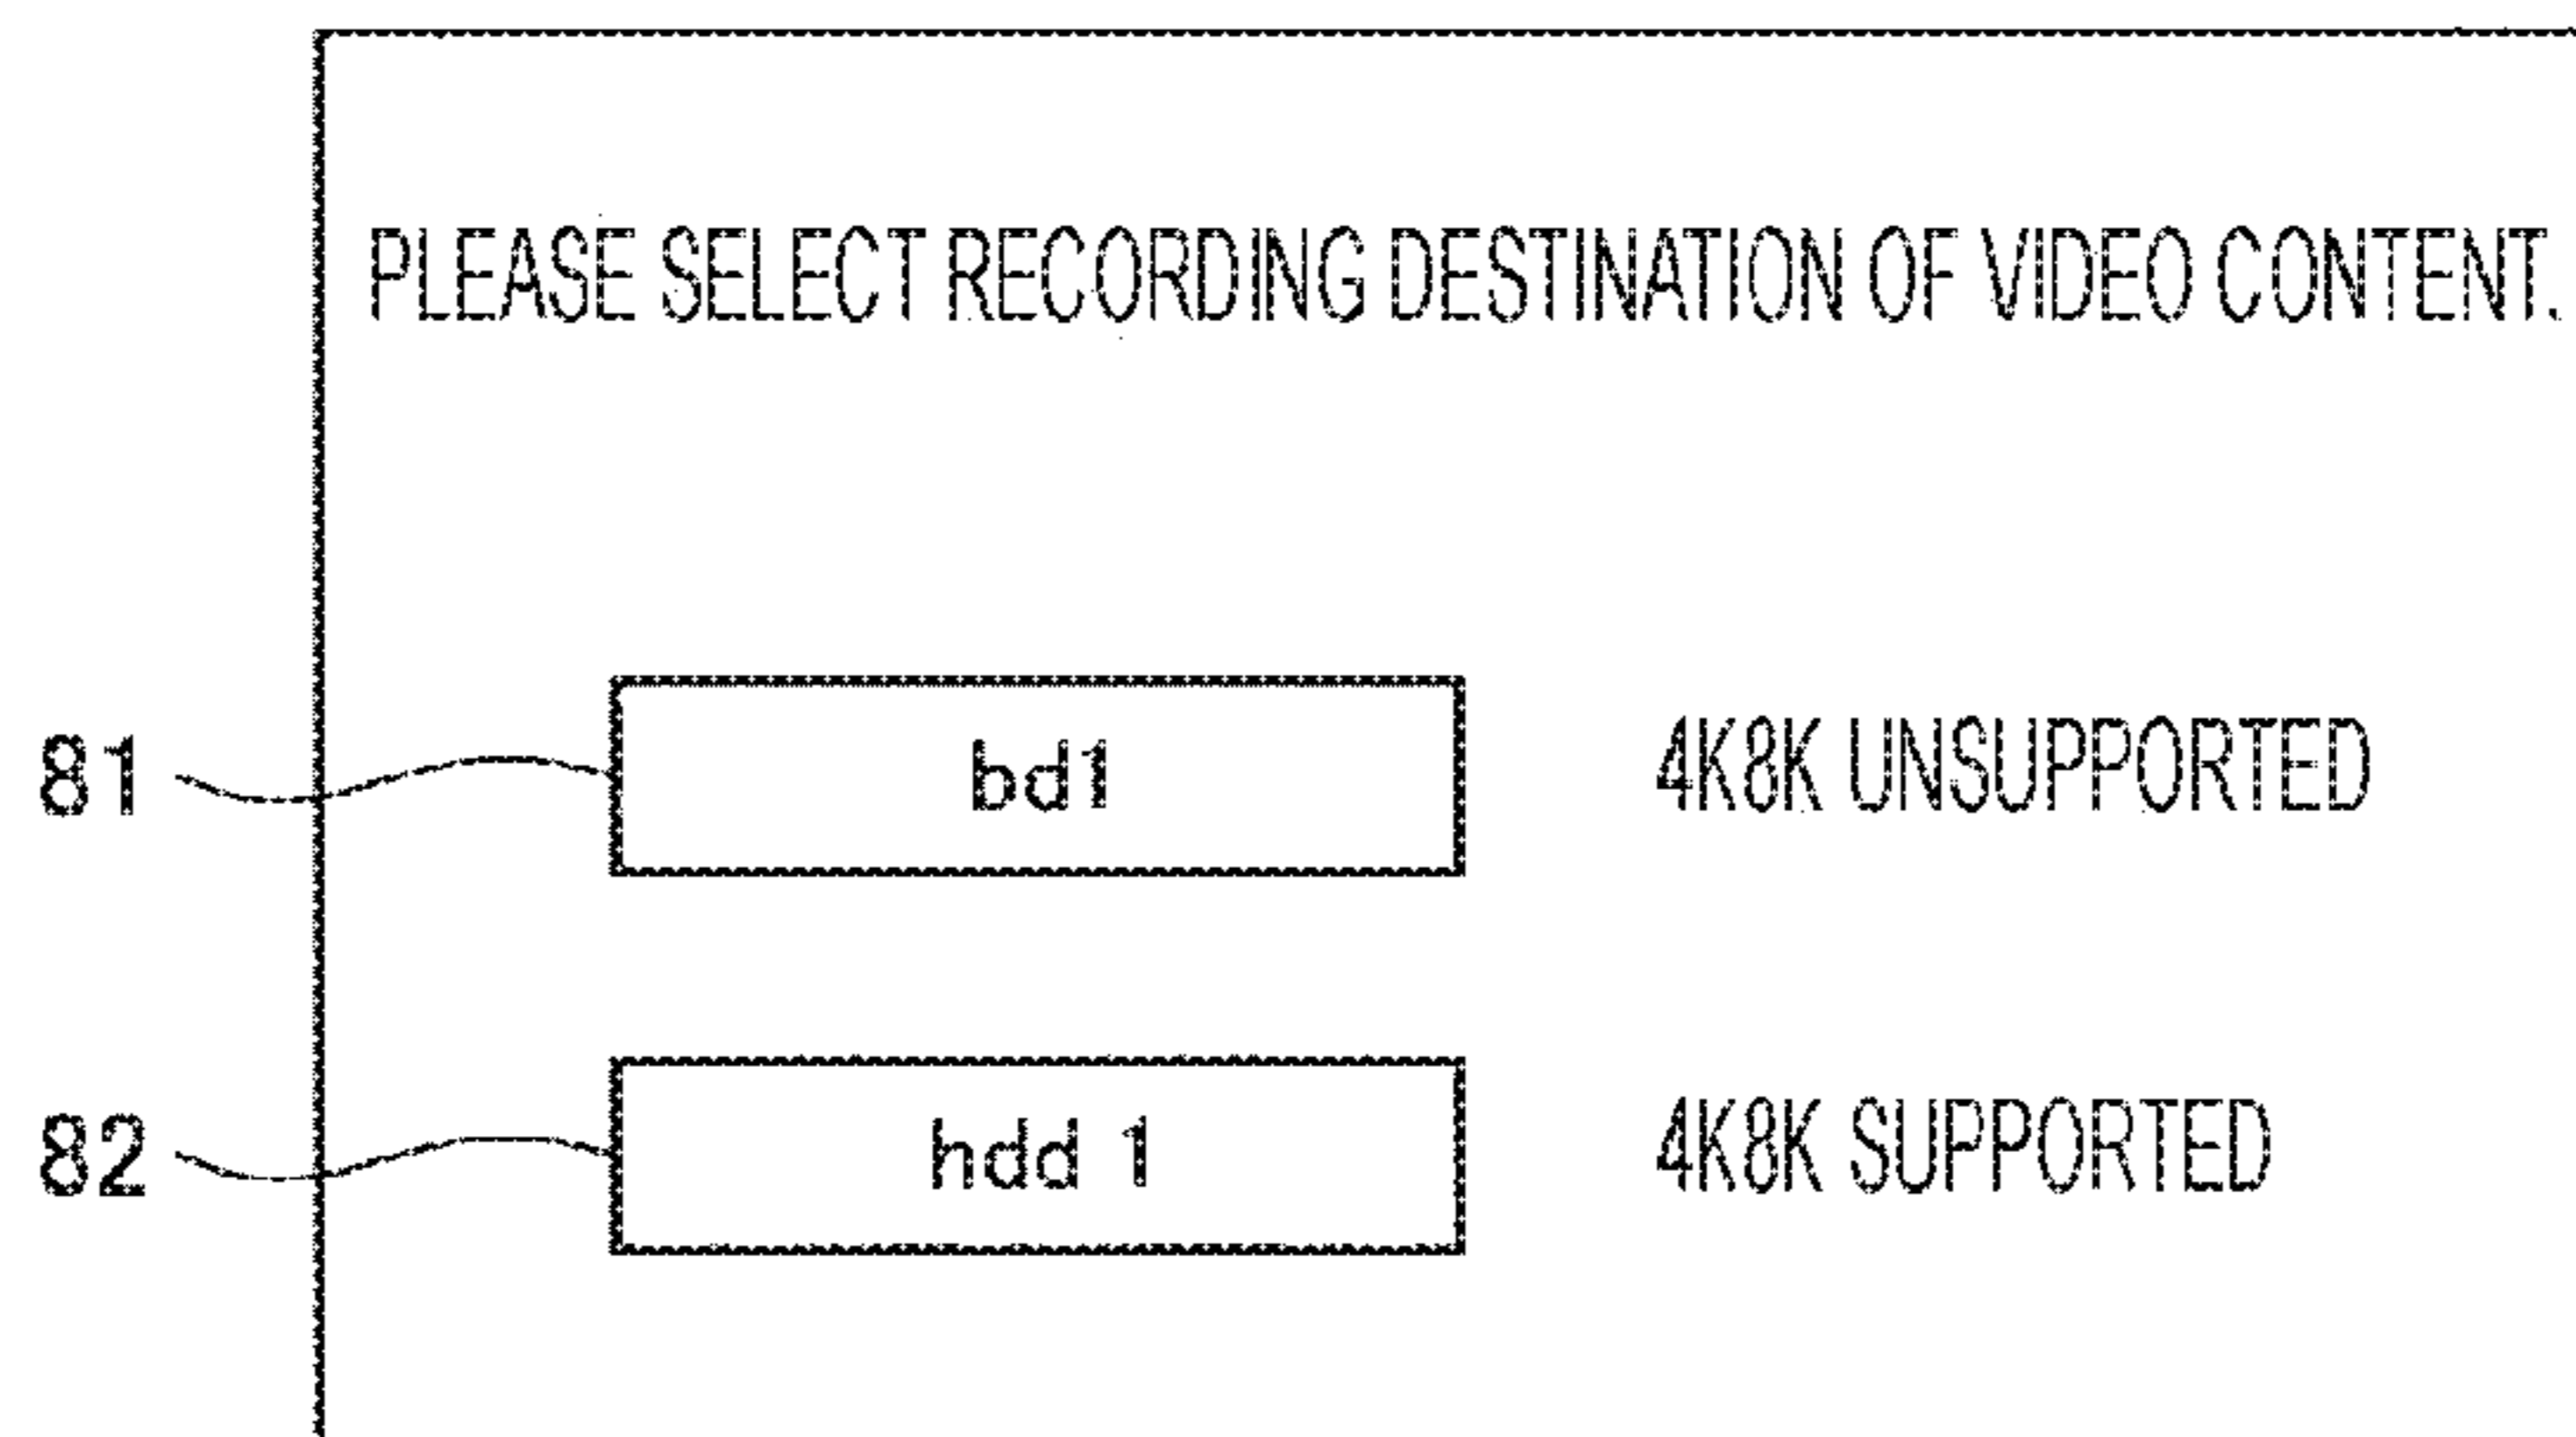 PLEASE SELECT RECORDING DESTINATION OF VIDEO CONTENT.
81 bd1 4K8K UNSUPPORTED
82 hdd 1 4K8K SUPPORTED